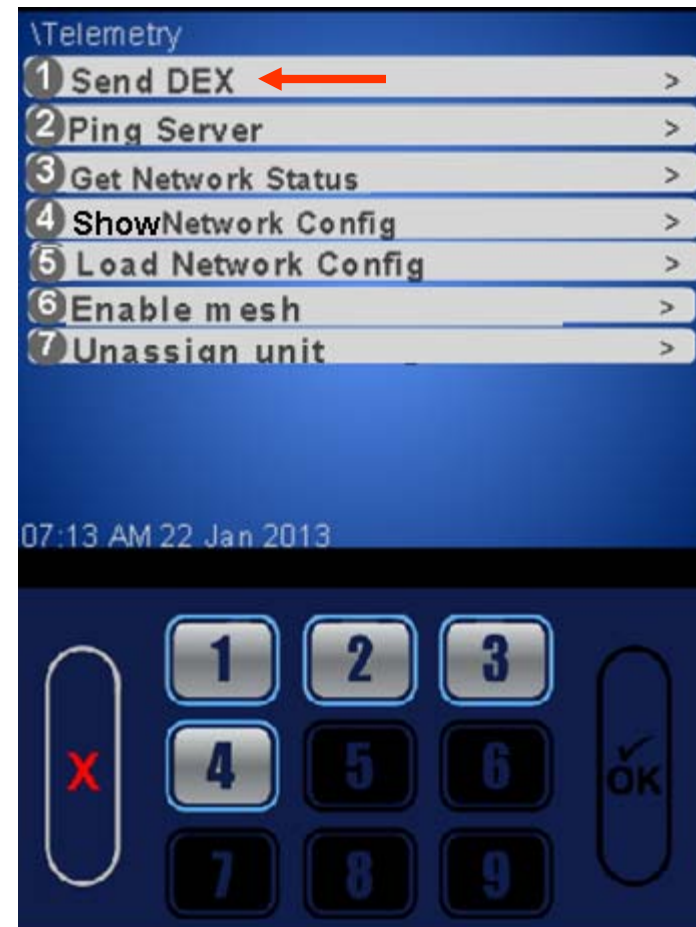 \Telemetry
1 Send DEX >
2 Ping Server >
3 Get Network Status >
4 ShowNetwork Config >
5 Load Network Config >
6 Enable mesh >
7 Unassign unit >
07:13 AM 22 Jan 2013
1 2 3
X 4 5 6 OK
7 8 9